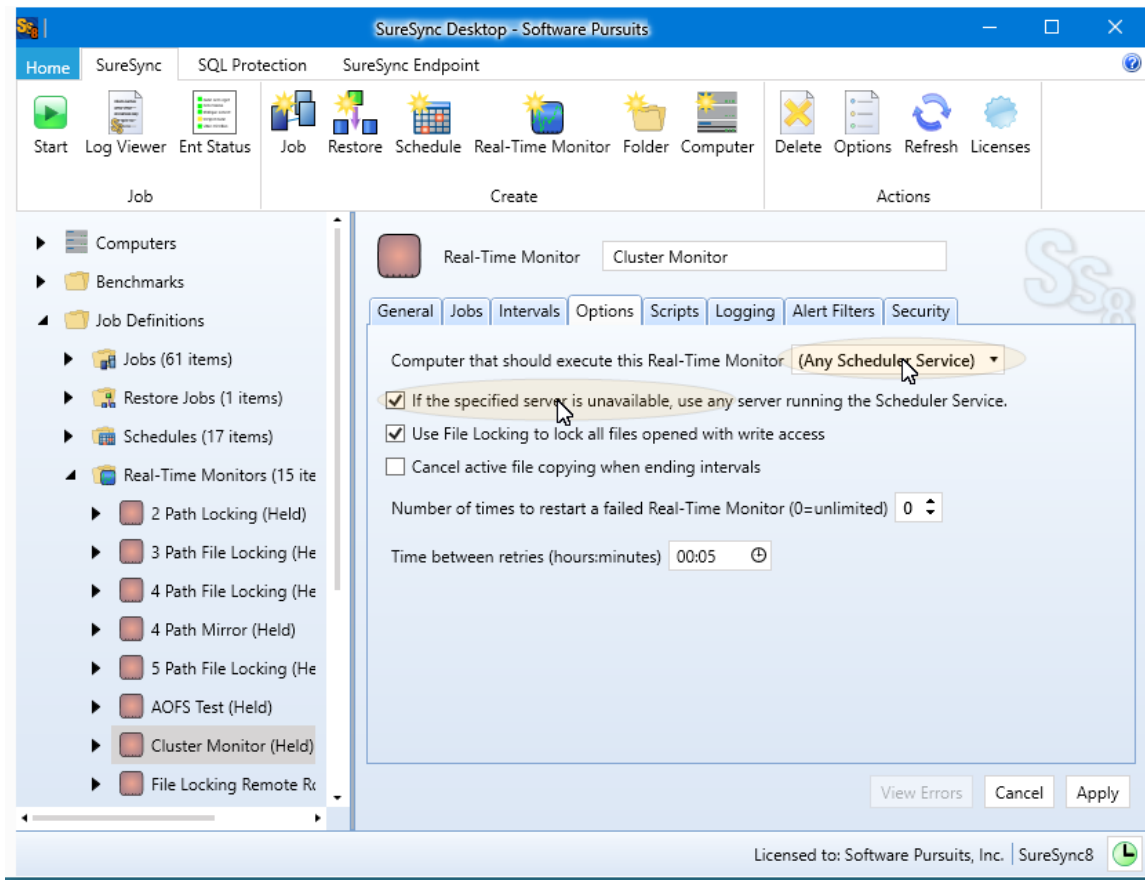 SureSync Desktop - Software Pursuits
Home SureSync SQL Protection SureSync Endpoint
Start Log Viewer Ent Status Job Restore Schedule Real-Time Monitor Folder Computer Delete Options Refresh Licenses
Job Create Actions
Computers
Benchmarks
Job Definitions
Jobs (61 items)
Restore Jobs (1 items)
Schedules (17 items)
Real-Time Monitors (15 ite
2 Path Locking (Held)
3 Path File Locking (He
4 Path File Locking (He
4 Path Mirror (Held)
5 Path File Locking (He
AOFS Test (Held)
Cluster Monitor (Held)
File Locking Remote Ro
Real-Time Monitor Cluster Monitor
SS8
General Jobs Intervals Options Scripts Logging Alert Filters Security
Computer that should execute this Real-Time Monitor (Any Scheduler Service)
If the specified server is unavailable, use any server running the Scheduler Service.
Use File Locking to lock all files opened with write access
Cancel active file copying when ending intervals
Number of times to restart a failed Real-Time Monitor (0=unlimited) 0
Time between retries (hours:minutes) 00:05
View Errors Cancel Apply
Licensed to: Software Pursuits, Inc. SureSync8